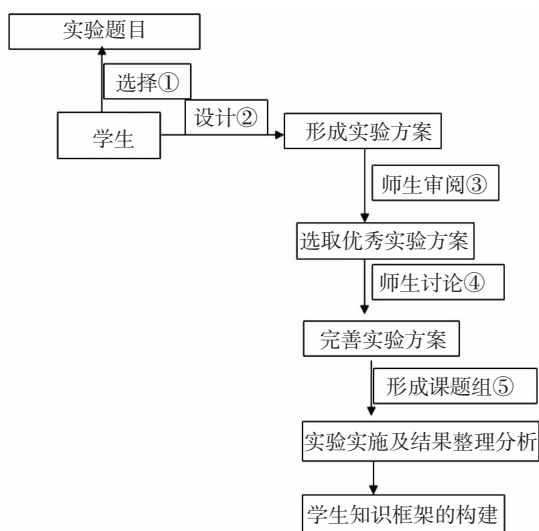 实验题目
选择①
设计②
学生
形成实验方案
师生审阅③
选取优秀实验方案
师生讨论④
完善实验方案
形成课题组⑤
实验实施及结果整理分析
学生知识框架的构建